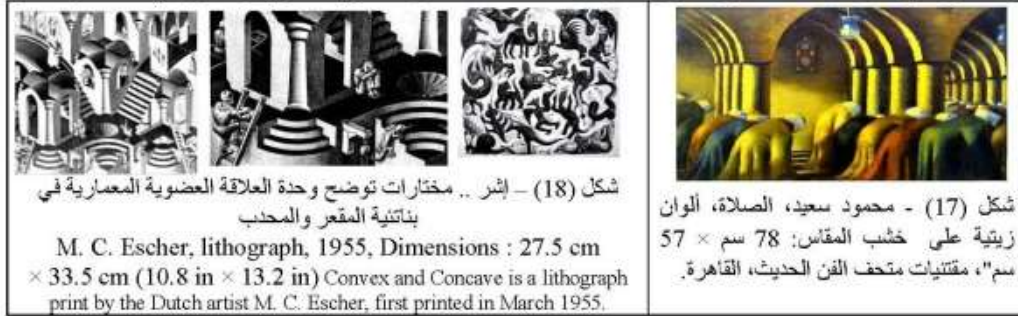 شكل (17) - محمود سعيد، الصلاة، ألوان
زيتية على خشب المقاس: 78 سم × 57
سم"، مقتنيات متحف الفن الحديث، القاهرة.
شكل (18) – إشر .. مختارات توضح وحدة العلاقة العضوية المعمارية في
بنائية المقعر والمحدب
M. C. Escher, lithograph, 1955, Dimensions : 27.5 cm
× 33.5 cm (10.8 in × 13.2 in) Convex and Concave is a lithograph
print by the Dutch artist M. C. Escher, first printed in March 1955.